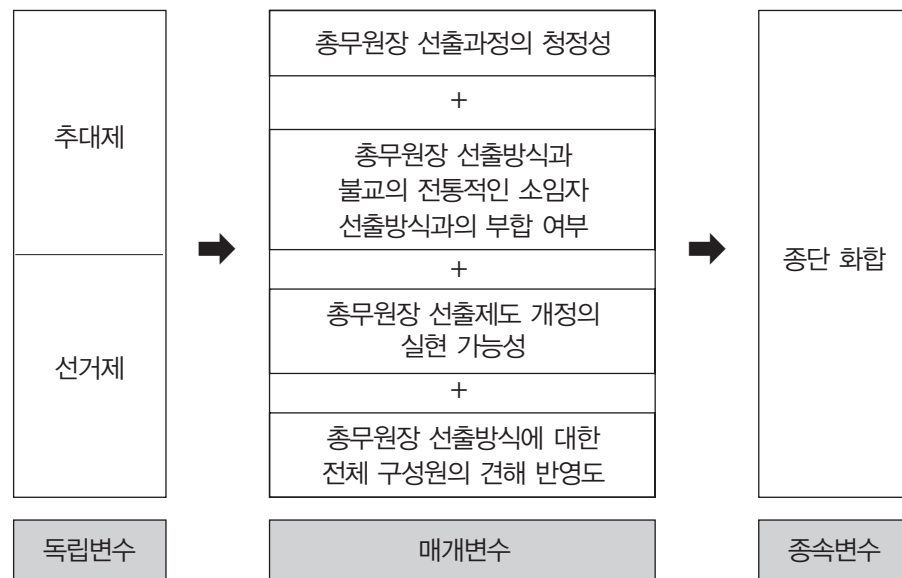 추대제
선거제
총무원장 선출과정의 청정성
+
총무원장 선출방식과
불교의 전통적인 소임자
선출방식과의 부합 여부
+
총무원장 선출제도 개정의
실현 가능성
+
총무원장 선출방식에 대한
전체 구성원의 견해 반영도
종단 화합
독립변수
매개변수
종속변수